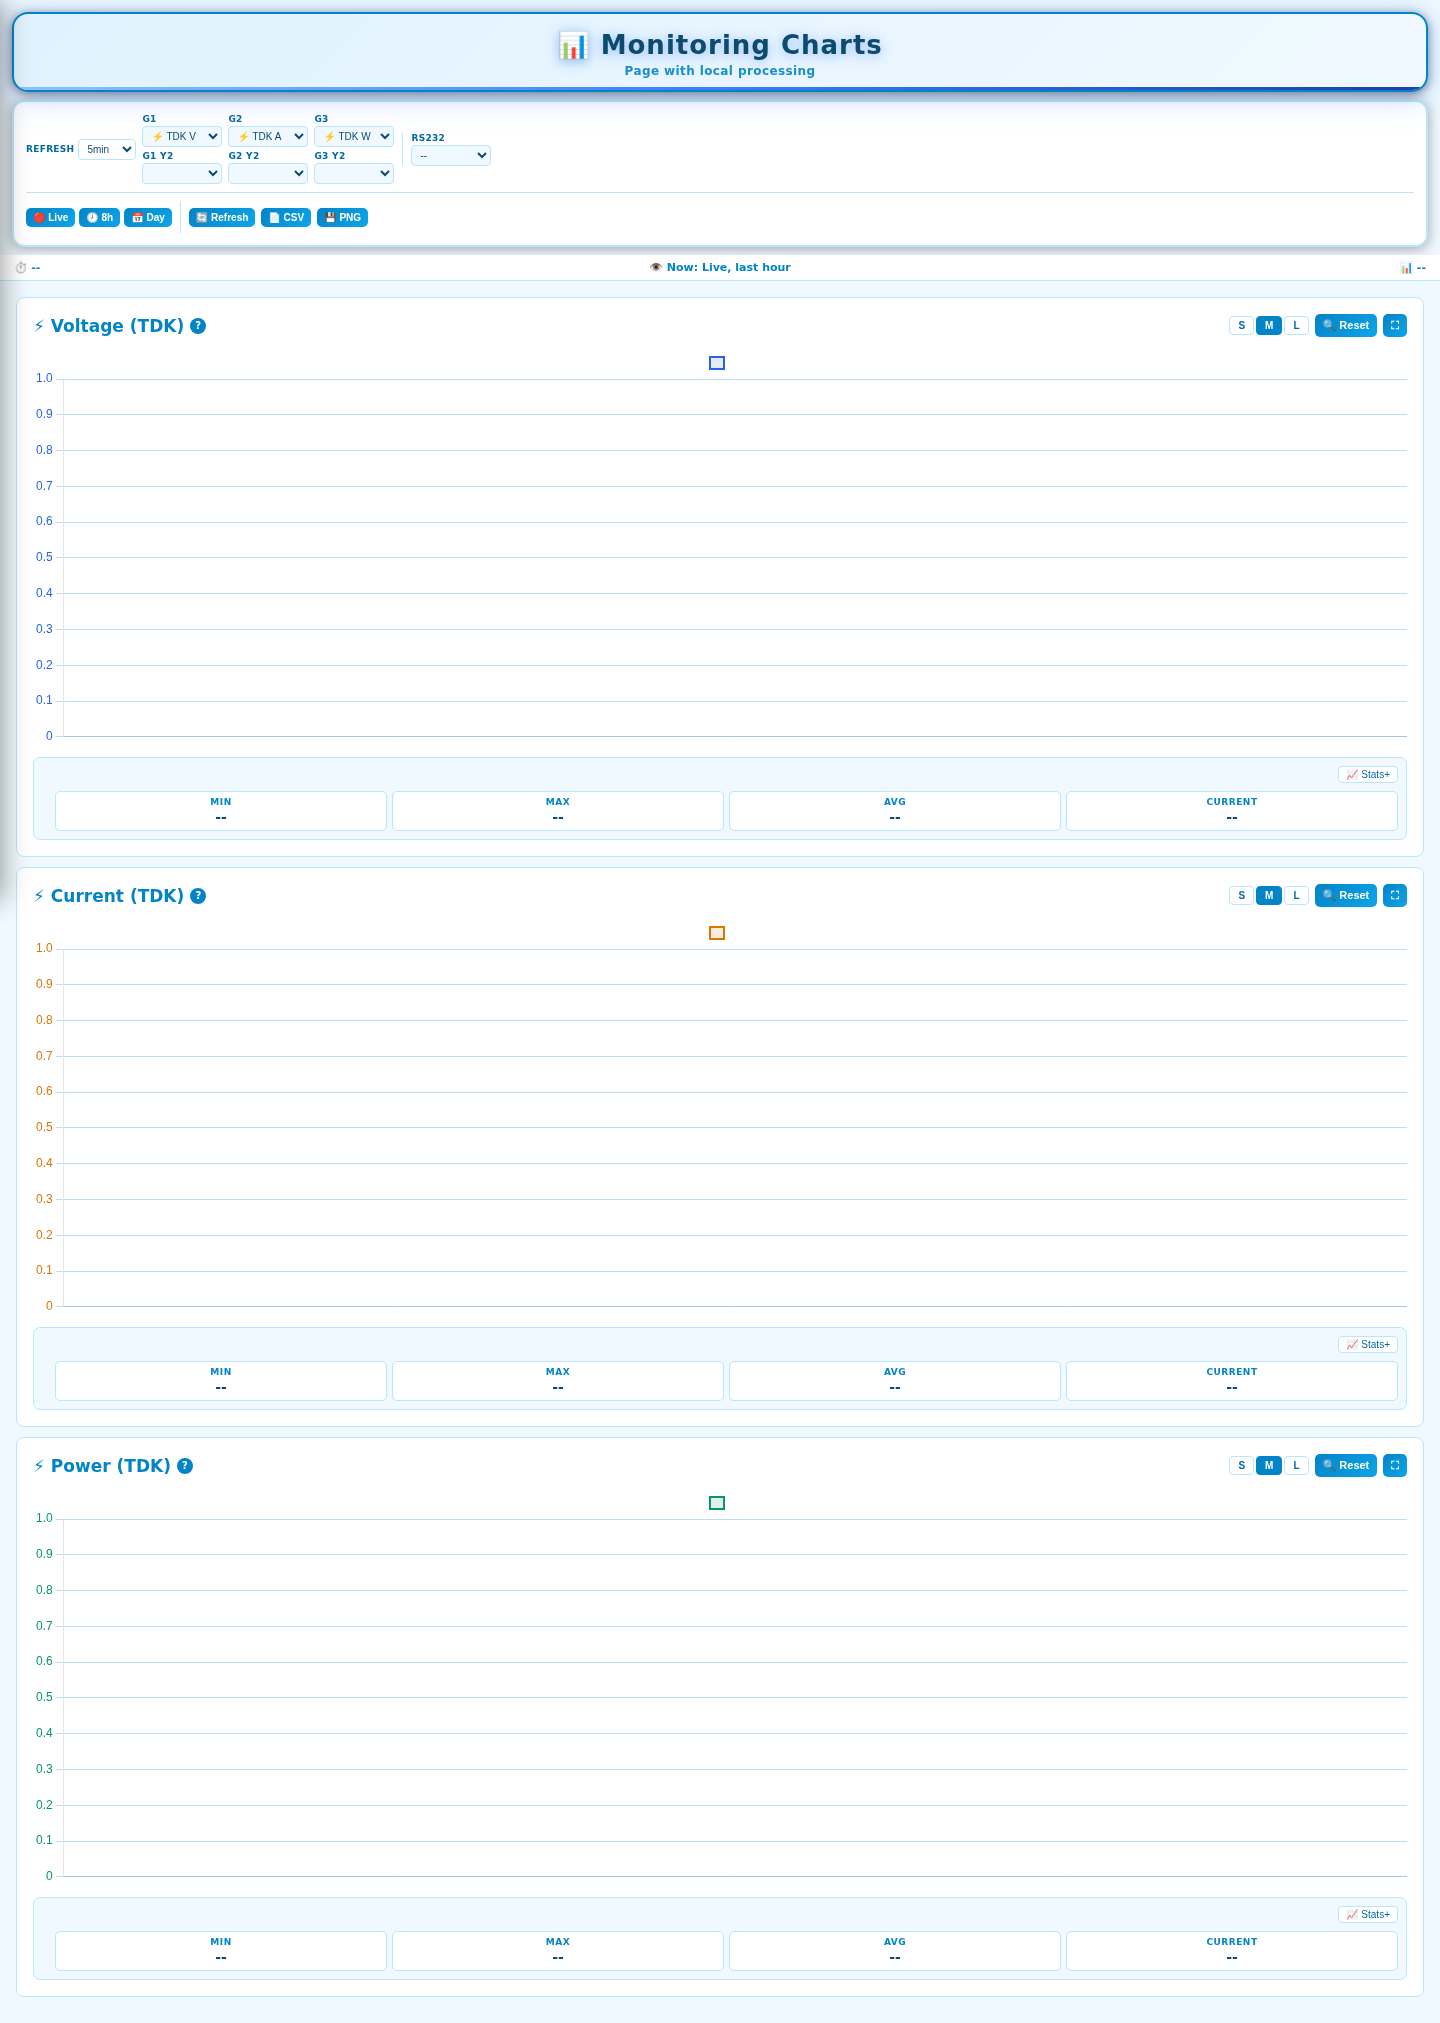 📊 Monitoring Charts
Page with local processing
REFRESH 5min
G1 G2 G3
⚡ TDK V ⚡ TDK A ⚡ TDK W
G1 Y2 G2 Y2 G3 Y2
RS232
--
🔴 Live 🕗 8h 📅 Day 🔄 Refresh 📄 CSV 💾 PNG
⏱️ -- 👁️ Now: Live, last hour 📊 --
⚡ Voltage (TDK) ? S M L 🔍 Reset ⛶
1.0
0.9
0.8
0.7
0.6
0.5
0.4
0.3
0.2
0.1
0
📈 Stats+
MIN MAX AVG CURRENT
-- -- -- --
⚡ Current (TDK) ? S M L 🔍 Reset ⛶
1.0
0.9
0.8
0.7
0.6
0.5
0.4
0.3
0.2
0.1
0
📈 Stats+
MIN MAX AVG CURRENT
-- -- -- --
⚡ Power (TDK) ? S M L 🔍 Reset ⛶
1.0
0.9
0.8
0.7
0.6
0.5
0.4
0.3
0.2
0.1
0
📈 Stats+
MIN MAX AVG CURRENT
-- -- -- --